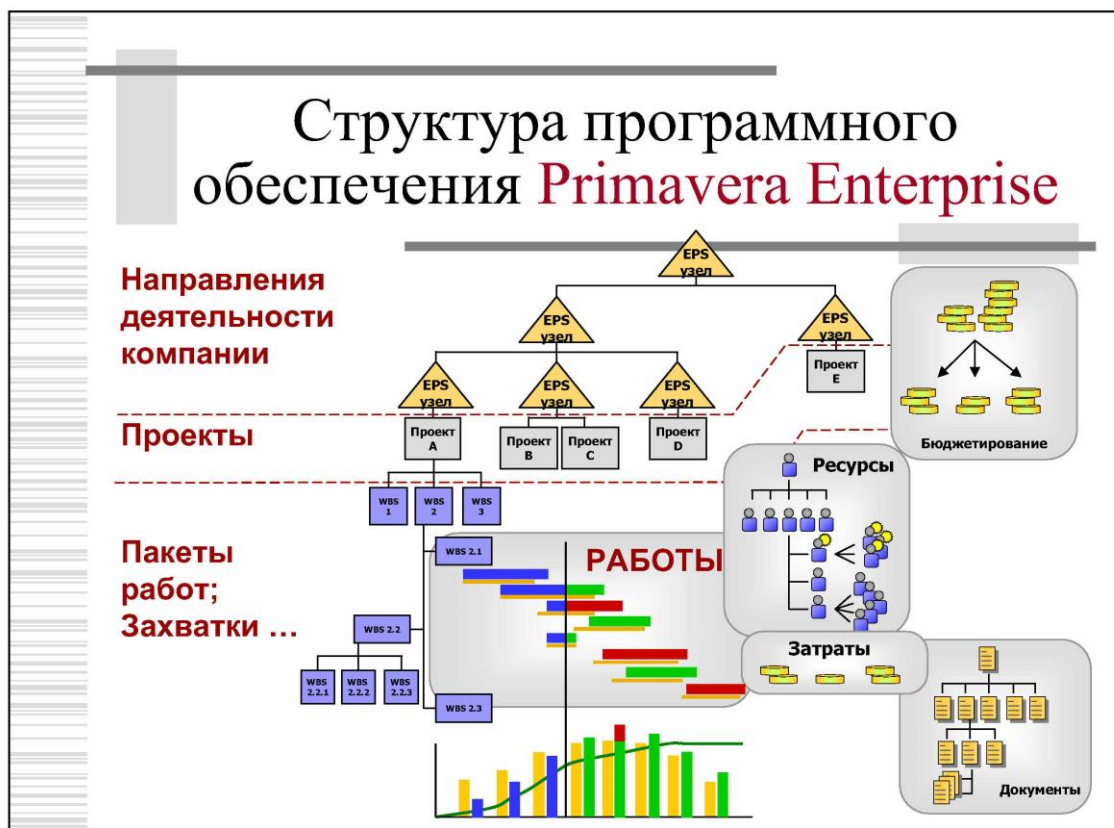 Структура программного
обеспечения Primavera Enterprise
Направления
деятельности
компании
EPS
узел
EPS
узел
EPS
узел
EPS
узел
EPS
узел
EPS
узел
Проект
E
Бюджетирование
Проекты
Проект
A
Проект
B
Проект
C
Проект
D
Ресурсы
WBS
1
WBS
2
WBS
3
Пакеты
работ;
Захватки ...
WBS 2.1
РАБОТЫ
WBS 2.2
WBS
2.2.1
WBS
2.2.2
WBS
2.2.3
WBS 2.3
Затраты
Документы